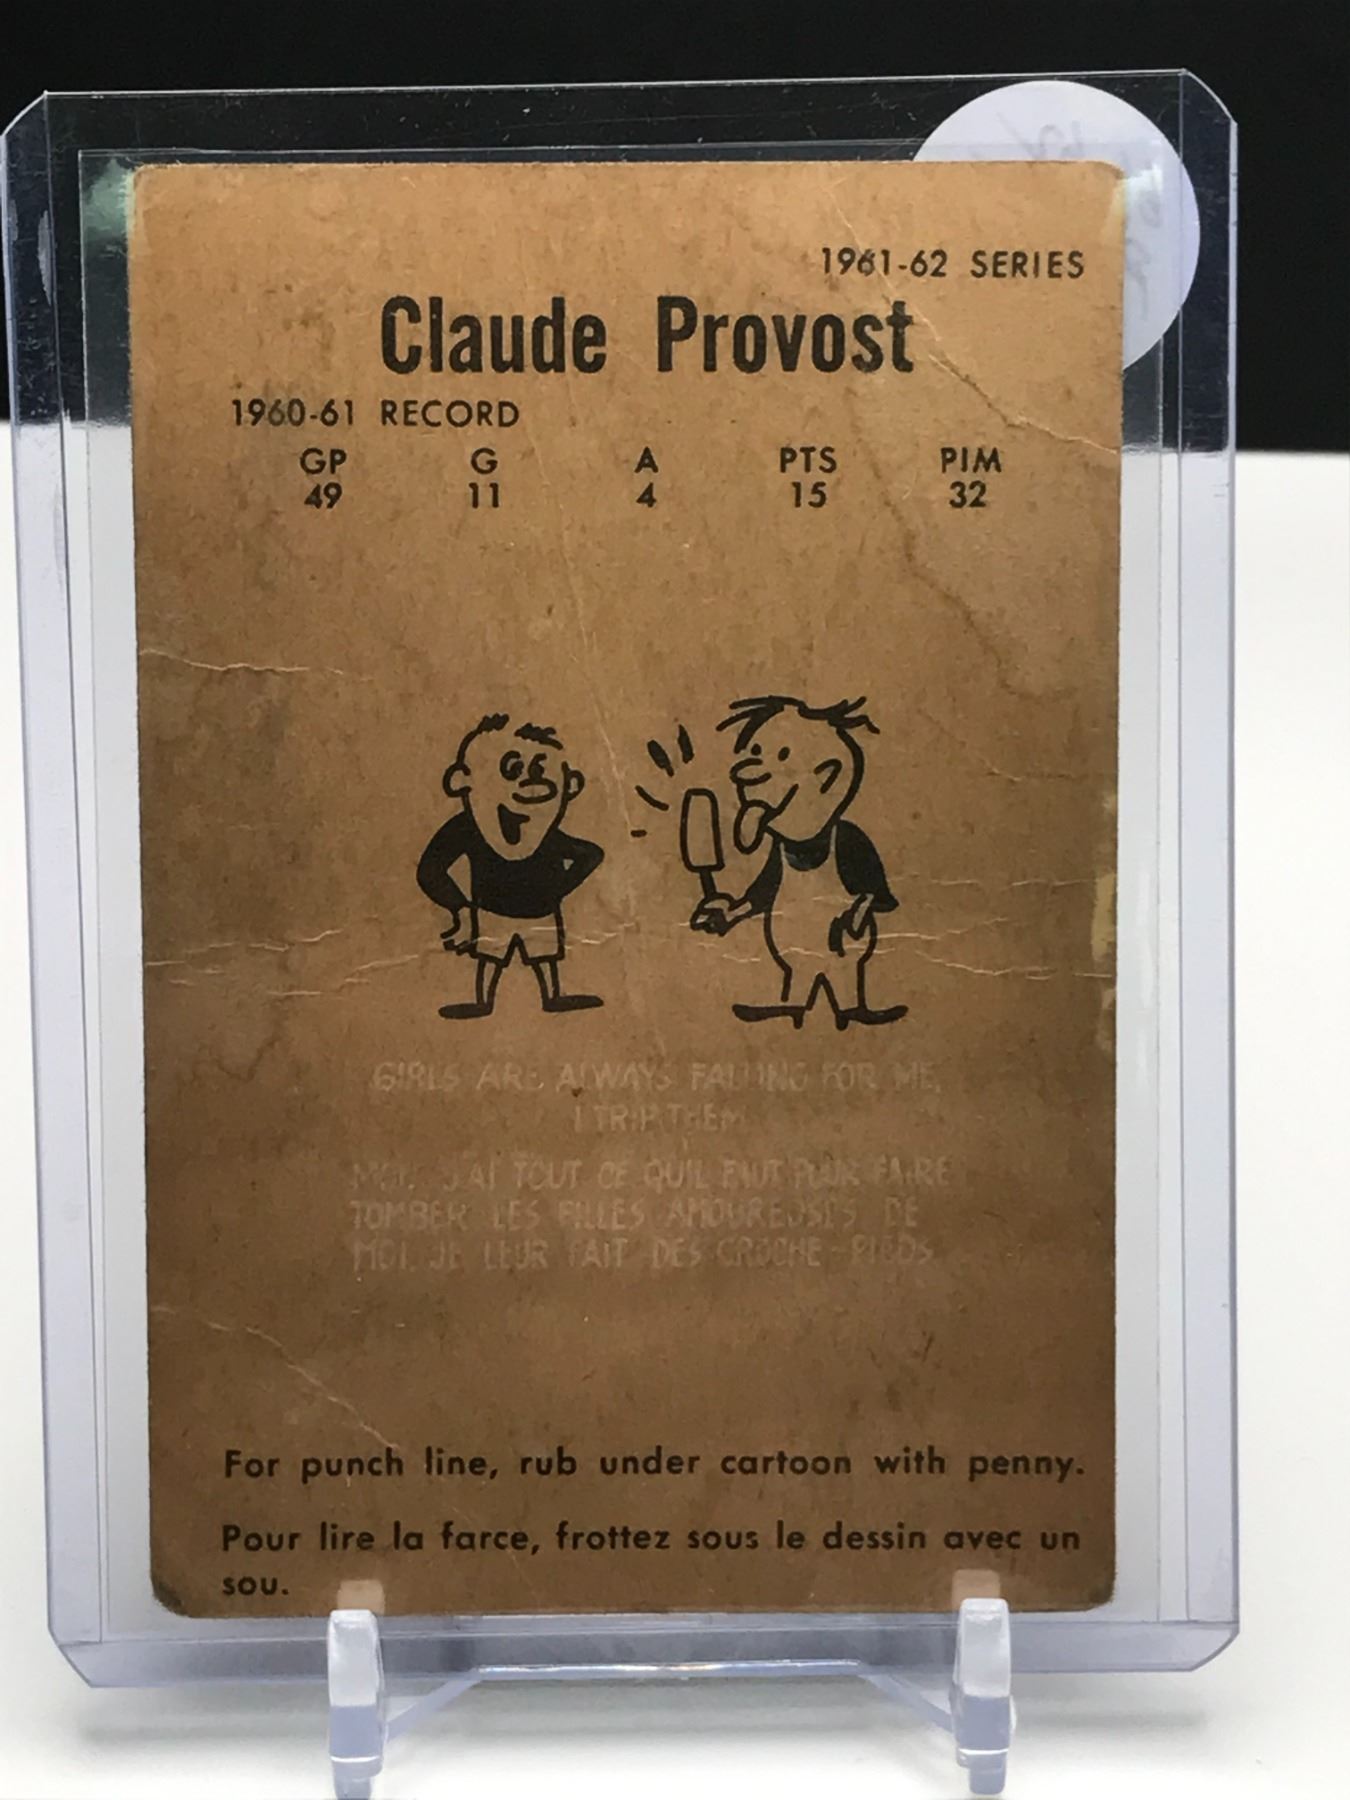 1961-62 SERIES
Claude Provost
1960-61 RECORD
GP G A PTS PIM
49 11 4 15 32
GIRLS ARE ALWAYS FALLING FOR ME,
I TRIP THEM
MOI, J'AI TOUT CE QU'IL FAUT POUR FAIRE
TOMBER LES FILLES AMOUREUSES DE
MOI. JE LEUR FAIT DES CROCHE-PIEDS
For punch line, rub under cartoon with penny.
Pour lire la farce, frottez sous le dessin avec un
sou.